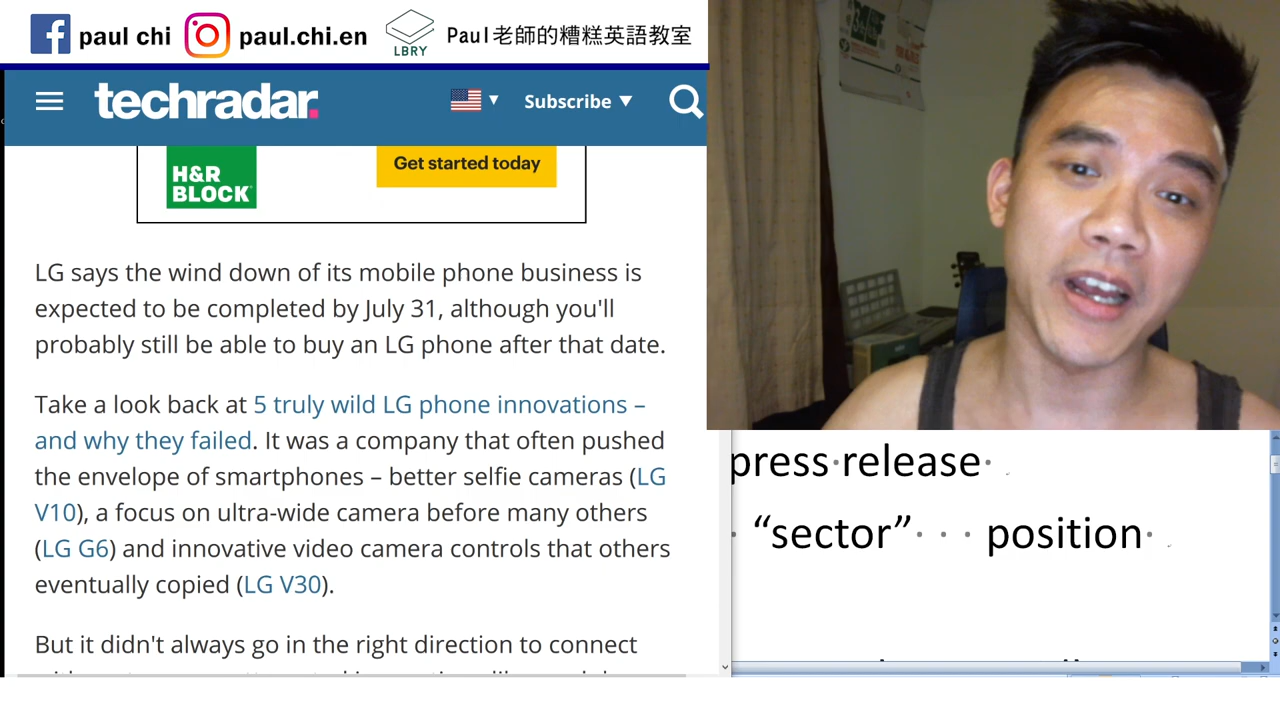 paul chi
paul.chi.en
LBRY
Paul老師的糟糕英語教室
techradar.
Subscribe
H&R
BLOCK
Get started today
LG says the wind down of its mobile phone business is
expected to be completed by July 31, although you'll
probably still be able to buy an LG phone after that date.
Take a look back at 5 truly wild LG phone innovations –
and why they failed. It was a company that often pushed
the envelope of smartphones – better selfie cameras (LG
V10), a focus on ultra-wide camera before many others
(LG G6) and innovative video camera controls that others
eventually copied (LG V30).
But it didn't always go in the right direction to connect
press release
“sector” position